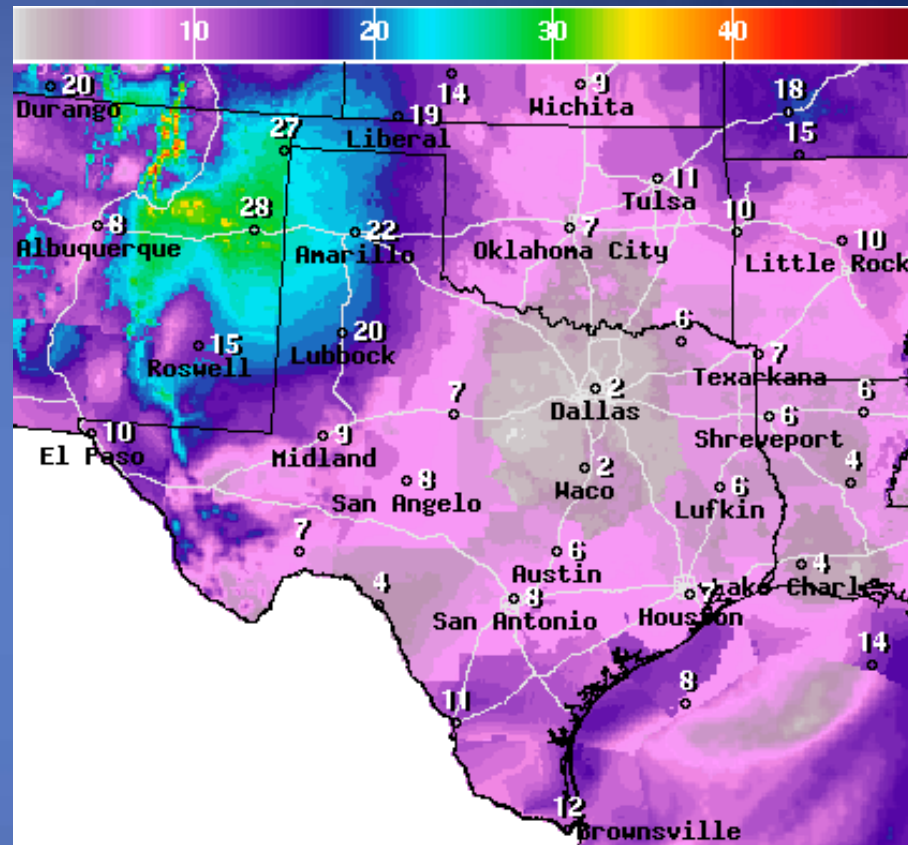 10 20 30 40
20 14 9 18
Durango Wichita
19
Liberal
27 15
11
Tulsa
8 28 22 7 10 10
Albuquerque Amarillo Oklahoma City Little Rock
20 6
15 Lubbock 7
Roswell Texarkana
2
7 Dallas 6 6
10 9 Shreveport
El Paso Midland
2 4
8 Waco 6
San Angelo Lufkin
7 6 4
Austin Lake Charles
4 8 7
San Antonio Houston
14
8
11
12
Brownsville